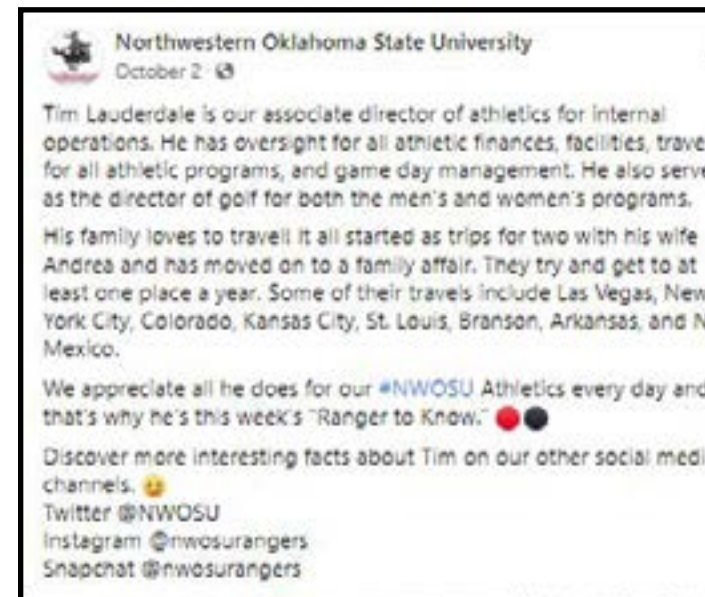 Northwestern Oklahoma State University
October 2
Tim Lauderdale is our associate director of athletics for internal
operations. He has oversight for all athletic finances, facilities, trave
for all athletic programs, and game day management. He also serve
as the director of golf for both the men's and women's programs.
His family loves to travel! It all started as trips for two with his wife
Andrea and has moved on to a family affair. They try and get to at
least one place a year. Some of their travels include Las Vegas, New
York City, Colorado, Kansas City, St. Louis, Branson, Arkansas, and N
Mexico.
We appreciate all he does for our #NWOSU Athletics every day and
that's why he's this week's "Ranger to Know." 🔴⚫
Discover more interesting facts about Tim on our other social medi
channels. 😉
Twitter @NWOSU
Instagram @nwosurangers
Snapchat @nwosurangers